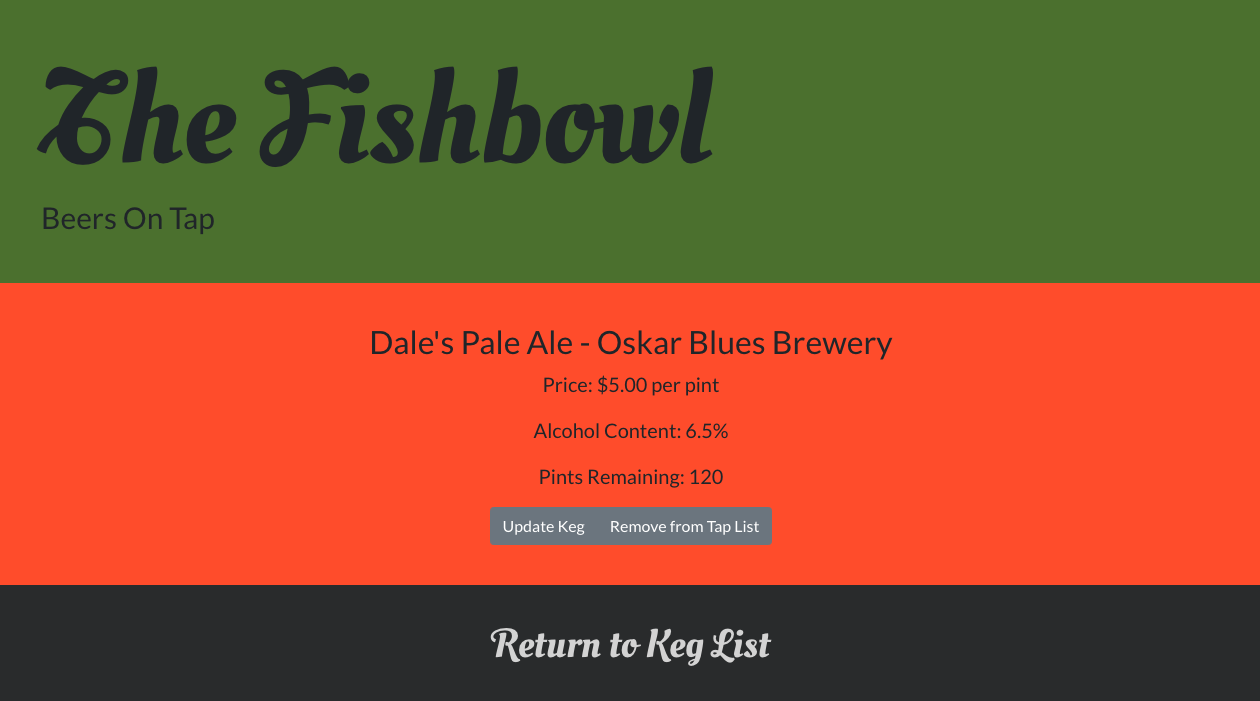 The Fishbowl
Beers On Tap
Dale's Pale Ale - Oskar Blues Brewery
Price: $5.00 per pint
Alcohol Content: 6.5%
Pints Remaining: 120
Update Keg Remove from Tap List
Return to Keg List